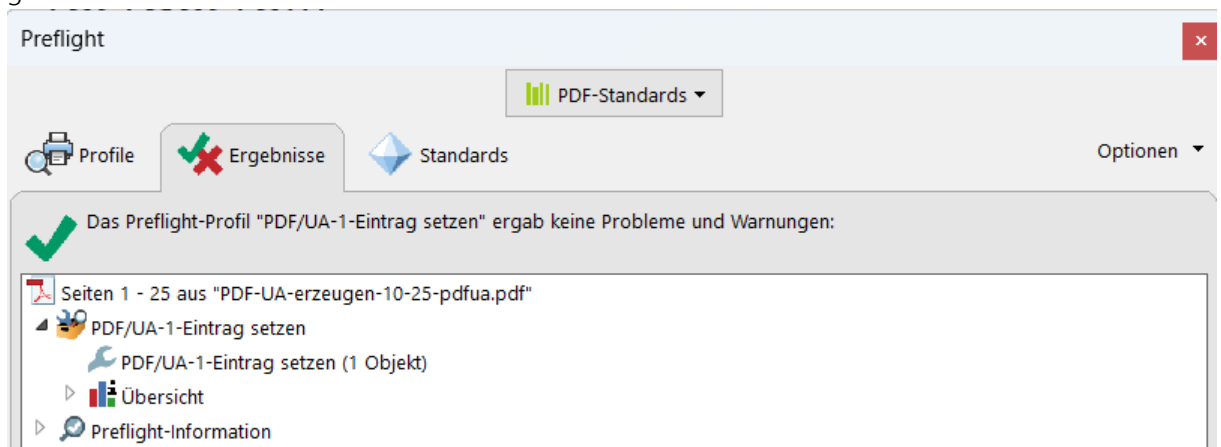 Preflight
PDF-Standards
Profile Ergebnisse Standards Optionen
Das Preflight-Profil "PDF/UA-1-Eintrag setzen" ergab keine Probleme und Warnungen:
Seiten 1 - 25 aus "PDF-UA-erzeugen-10-25-pdfua.pdf"
PDF/UA-1-Eintrag setzen
PDF/UA-1-Eintrag setzen (1 Objekt)
Übersicht
Preflight-Information